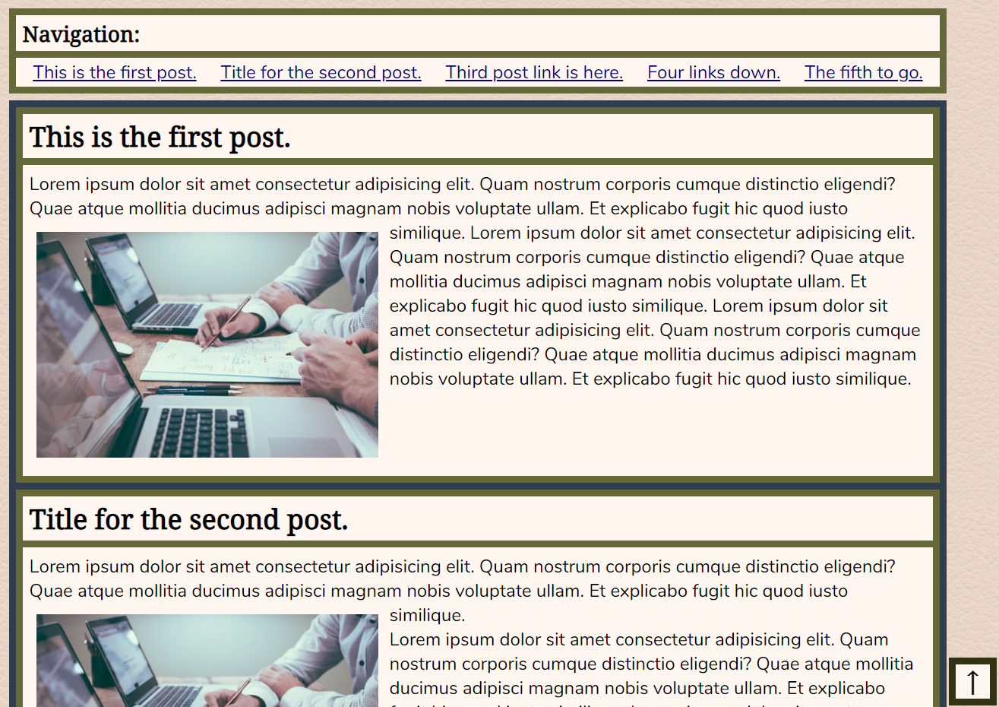 Navigation:
This is the first post. Title for the second post. Third post link is here. Four links down. The fifth to go.
This is the first post.
Lorem ipsum dolor sit amet consectetur adipisicing elit. Quam nostrum corporis cumque distinctio eligendi?
Quae atque mollitia ducimus adipisci magnam nobis voluptate ullam. Et explicabo fugit hic quod iusto
similique. Lorem ipsum dolor sit amet consectetur adipisicing elit.
Quam nostrum corporis cumque distinctio eligendi? Quae atque
mollitia ducimus adipisci magnam nobis voluptate ullam. Et
explicabo fugit hic quod iusto similique. Lorem ipsum dolor sit
amet consectetur adipisicing elit. Quam nostrum corporis cumque
distinctio eligendi? Quae atque mollitia ducimus adipisci magnam
nobis voluptate ullam. Et explicabo fugit hic quod iusto similique.
Title for the second post.
Lorem ipsum dolor sit amet consectetur adipisicing elit. Quam nostrum corporis cumque distinctio eligendi?
Quae atque mollitia ducimus adipisci magnam nobis voluptate ullam. Et explicabo fugit hic quod iusto
similique.
Lorem ipsum dolor sit amet consectetur adipisicing elit. Quam
nostrum corporis cumque distinctio eligendi? Quae atque mollitia
ducimus adipisci magnam nobis voluptate ullam. Et explicabo
↑